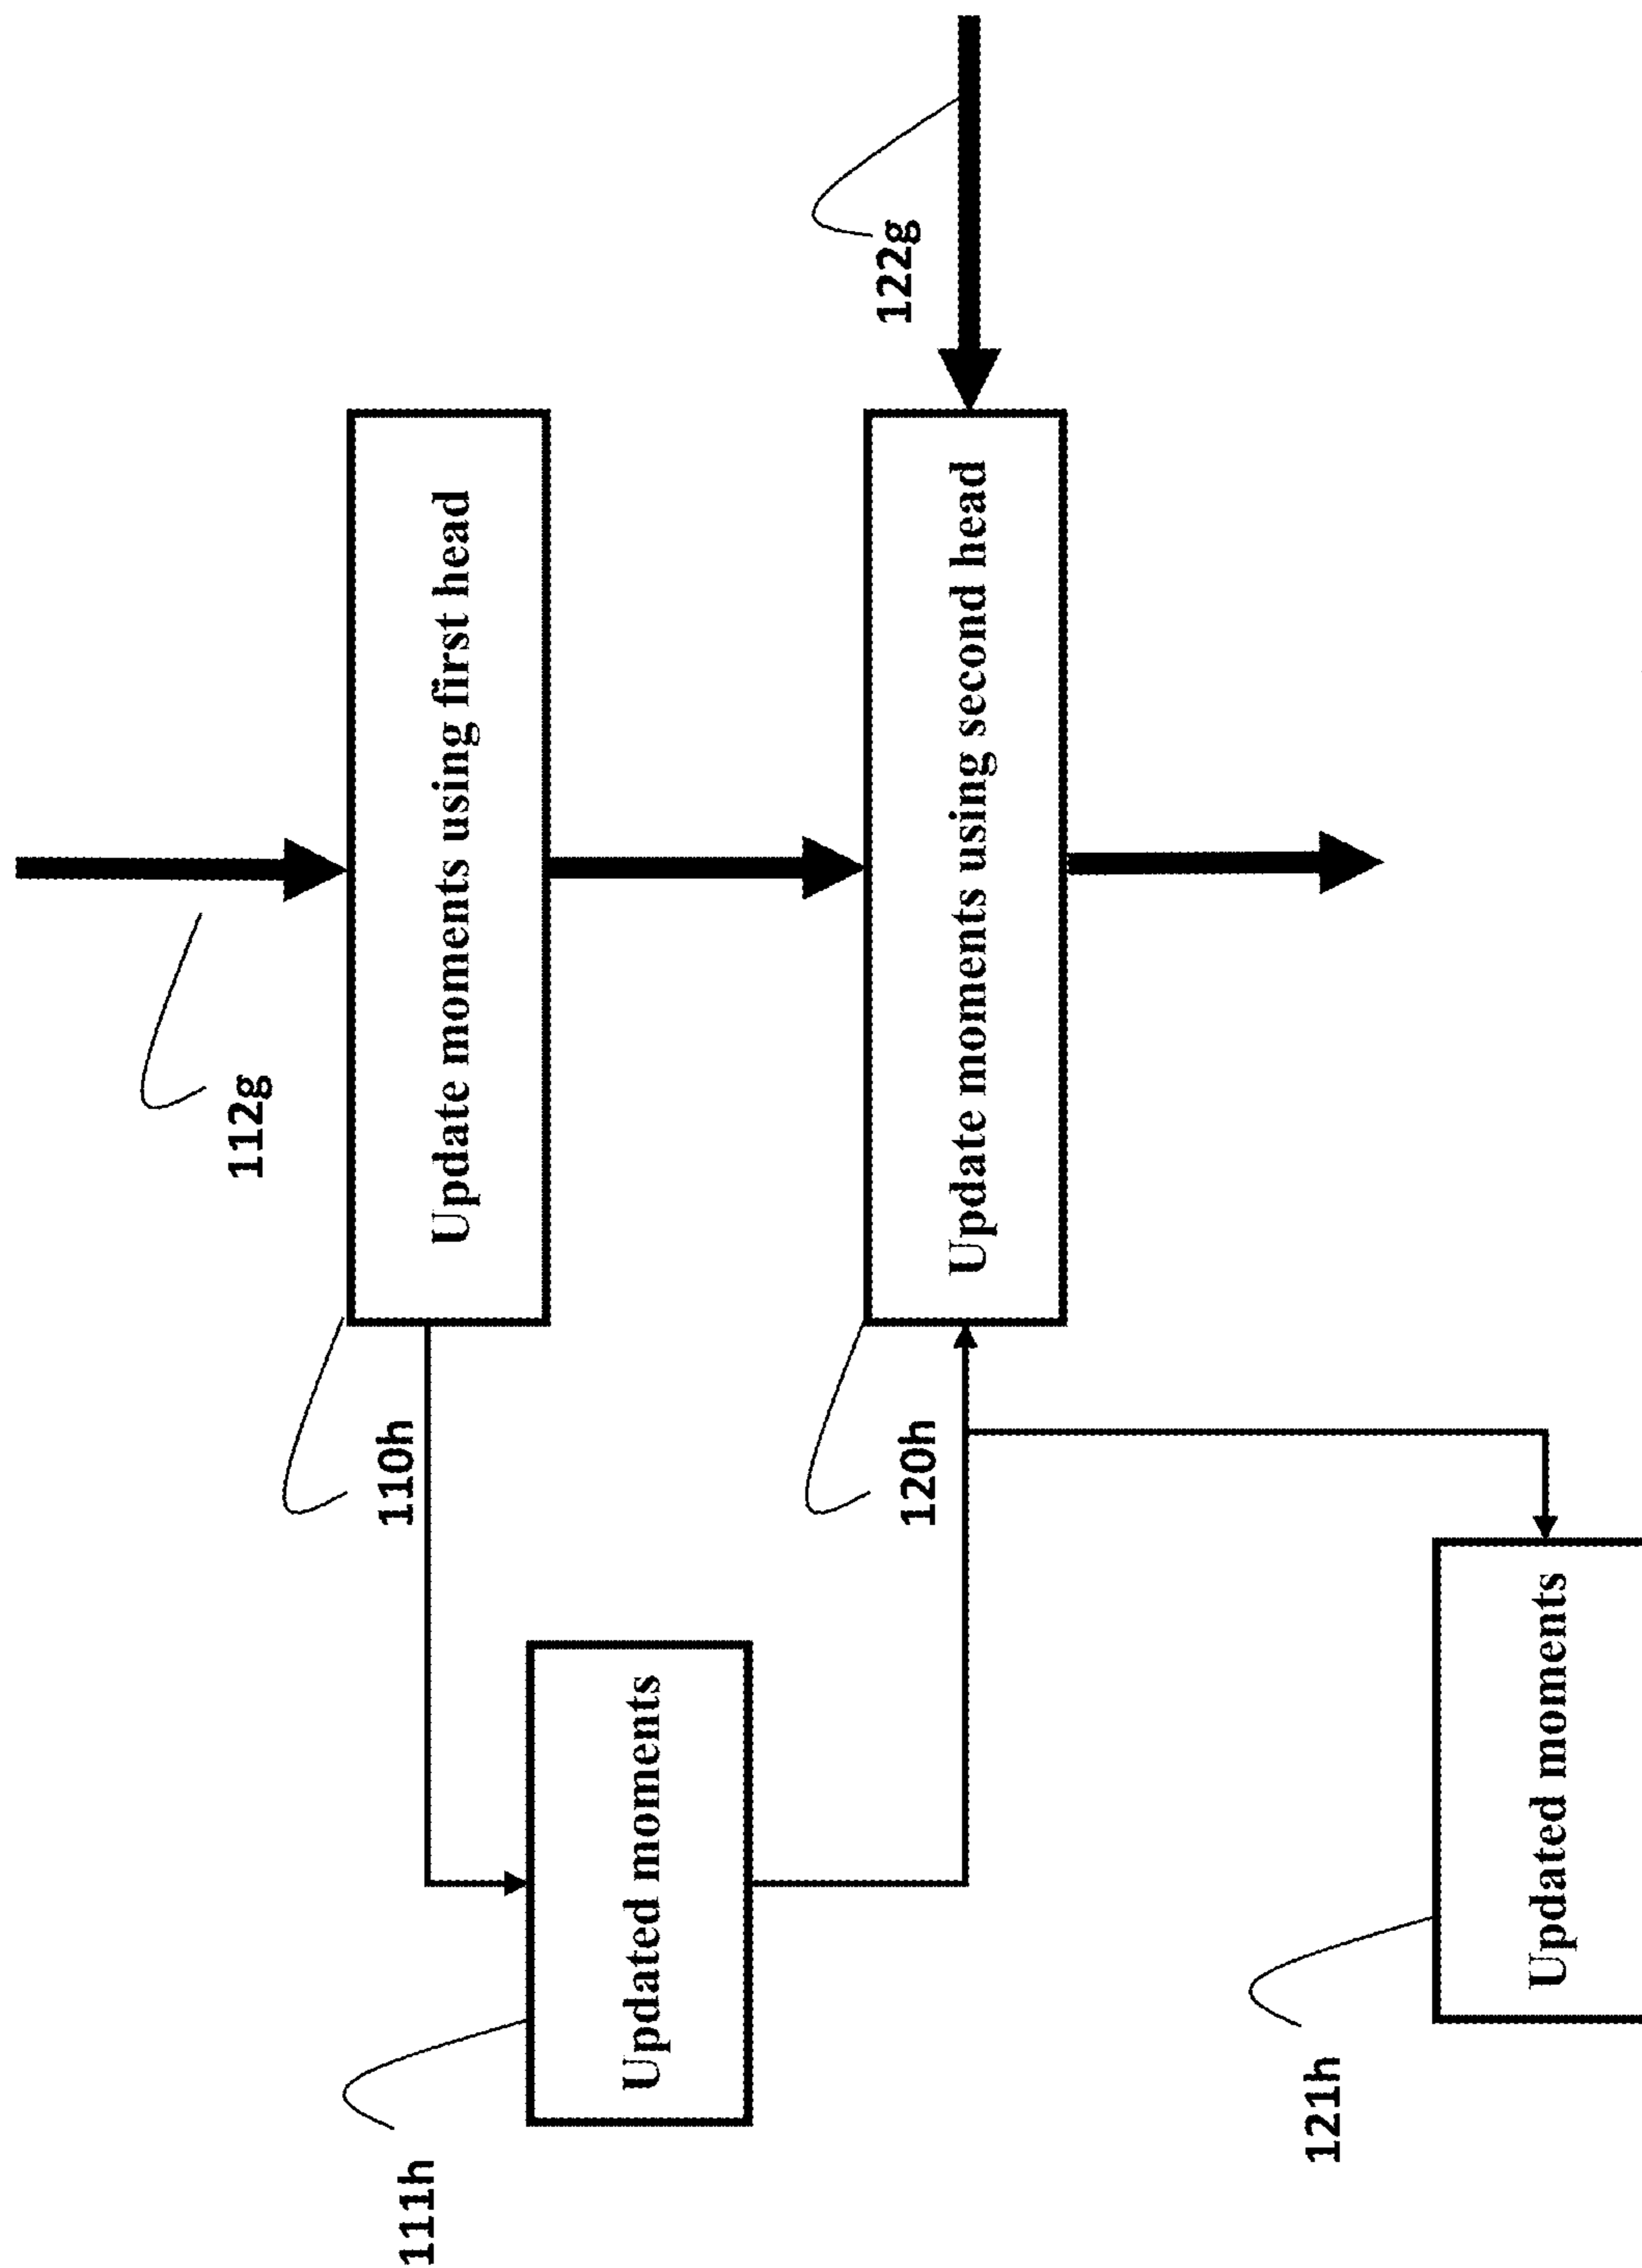 112g
110h
111h
Update moments using first head
Updated moments
122g
120h
Update moments using second head
121h
Updated moments